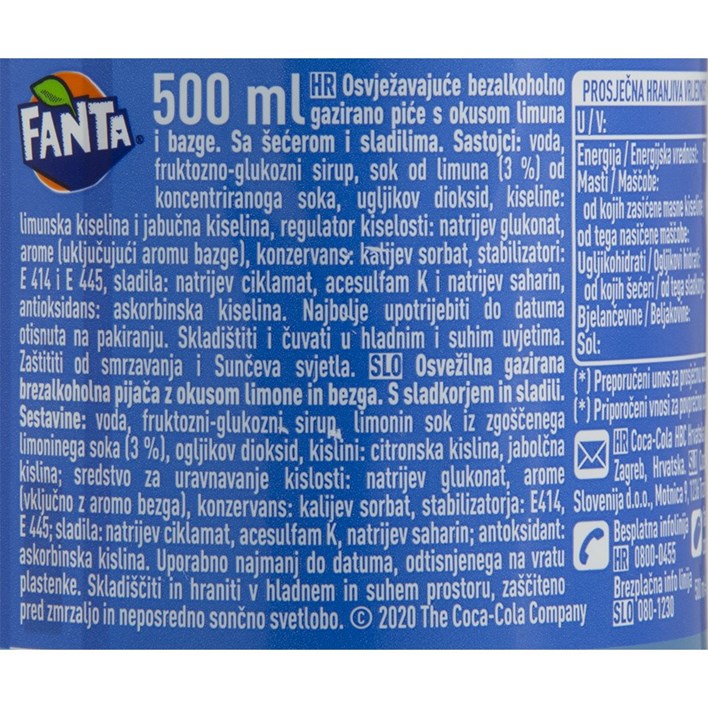 FANTA
500 ml
HR Osvježavajuće bezalkoholno
gazirano piće s okusom limuna
i bazge. Sa šećerom i sladilima. Sastojci: voda,
fruktozno-glukozni sirup, sok od limuna (3 %) od
koncentriranoga soka, ugljikov dioksid, kiseline:
limunska kiselina i jabučna kiselina, regulator kiselosti: natrijev glukonat,
arome (uključujući aromu bazge), konzervans: kalijev sorbat, stabilizatori:
E 414 i E 445, sladila: natrijev ciklamat, acesulfam K i natrijev saharin,
antioksidans: askorbinska kiselina. Najbolje upotrijebiti do datuma
otisnuta na pakiranju. Skladištiti i čuvati u hladnim i suhim uvjetima.
Zaštititi od smrzavanja i Sunčeva svjetla. SLO Osvežilna gazirana
brezalkoholna pijača z okusom limone in bezga. S sladkorjem in sladili.
Sestavine: voda, fruktozni-glukozni sirup, limonin sok iz zgoščenega
limoninega soka (3 %), ogljikov dioksid, kislini: citronska kislina, jabolčna
kislina; sredstvo za uravnavanje kislosti: natrijev glukonat, arome
(vključno z aromo bezga), konzervans: kalijev sorbat, stabilizatorja: E414,
E 445; sladila: natrijev ciklamat, acesulfam K, natrijev saharin; antoksidant:
askorbinska kislina. Uporabno najmanj do datuma, odtisnjenega na vratu
plastenke. Skladiščiti in hraniti v hladnem in suhem prostoru, zaščiteno
pred zmrzaljo in neposredno sončno svetlobo. © 2020 The Coca-Cola Company
PROSJEČNA HRANJIVA
U / V:
Energija / Energijska vrednost:
Masti / Maščobe:
od kojih zasićene masne kiseline
od tega nasičene maščobe:
Ugljikohidrati / Ogljikovi hidrati:
od kojih šećeri / od tega sladkorji
Bjelančevine / Beljakovine:
Sol:
(*) Preporučeni unos za
(*) Priporočeni vnosi za
HR Coca-Cola HBC
Zagreb, Hrvatska.
Slovenija d.o.o., Motnica 9,
Besplatna infolinija
HR 0800-0455
Brezplačna info linija
SLO 080-1230